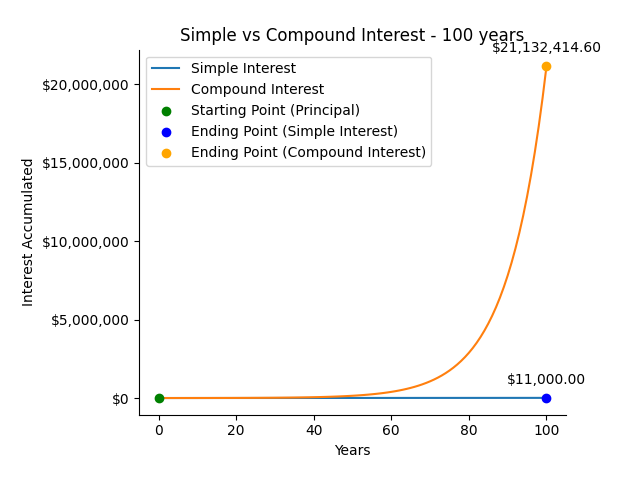 Simple vs Compound Interest - 100 years
$21,132,414.60
Simple Interest
Compound Interest
Starting Point (Principal)
Ending Point (Simple Interest)
Ending Point (Compound Interest)
$20,000,000
$15,000,000
$10,000,000
$5,000,000
$0
Interest Accumulated
$11,000.00
0 20 40 60 80 100
Years